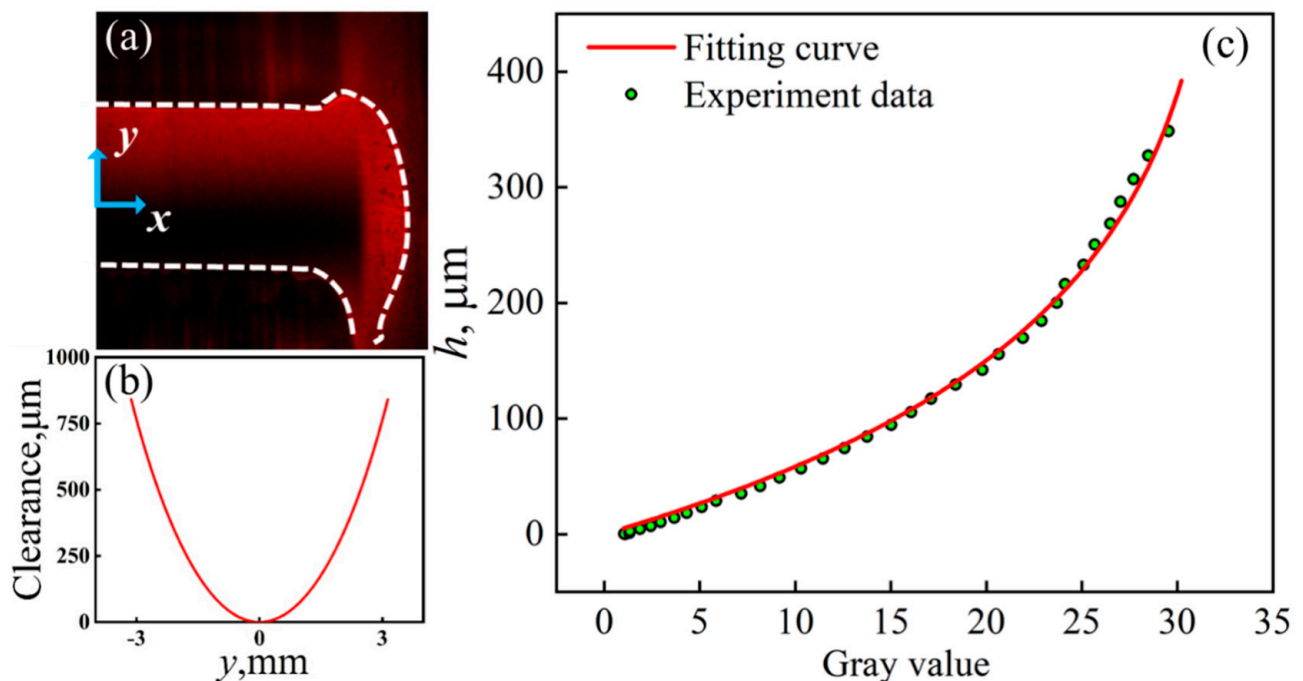 (a)
y
x
(b)
1000
750
500
250
0
Clearance,μm
-3 0 3
y,mm
(c)
Fitting curve
Experiment data
400
300
200
100
0
h, μm
0 5 10 15 20 25 30 35
Gray value